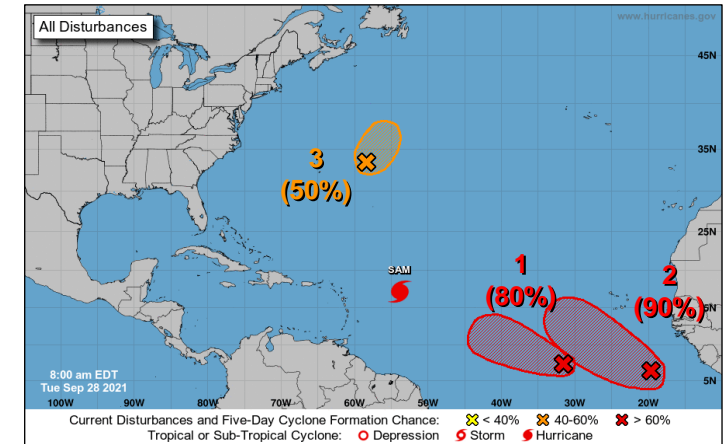 All Disturbances
www.hurricanes.gov
45N
3
(50%)
35N
25N
SAM
1
(80%)
2
(90%)
15N
5N
8:00 am EDT
Tue Sep 28 2021
100W 90W 80W 70W 60W 50W 40W 30W 20W
Current Disturbances and Five-Day Cyclone Formation Chance: < 40% 40-60% > 60%
Tropical or Sub-Tropical Cyclone: Depression Storm Hurricane